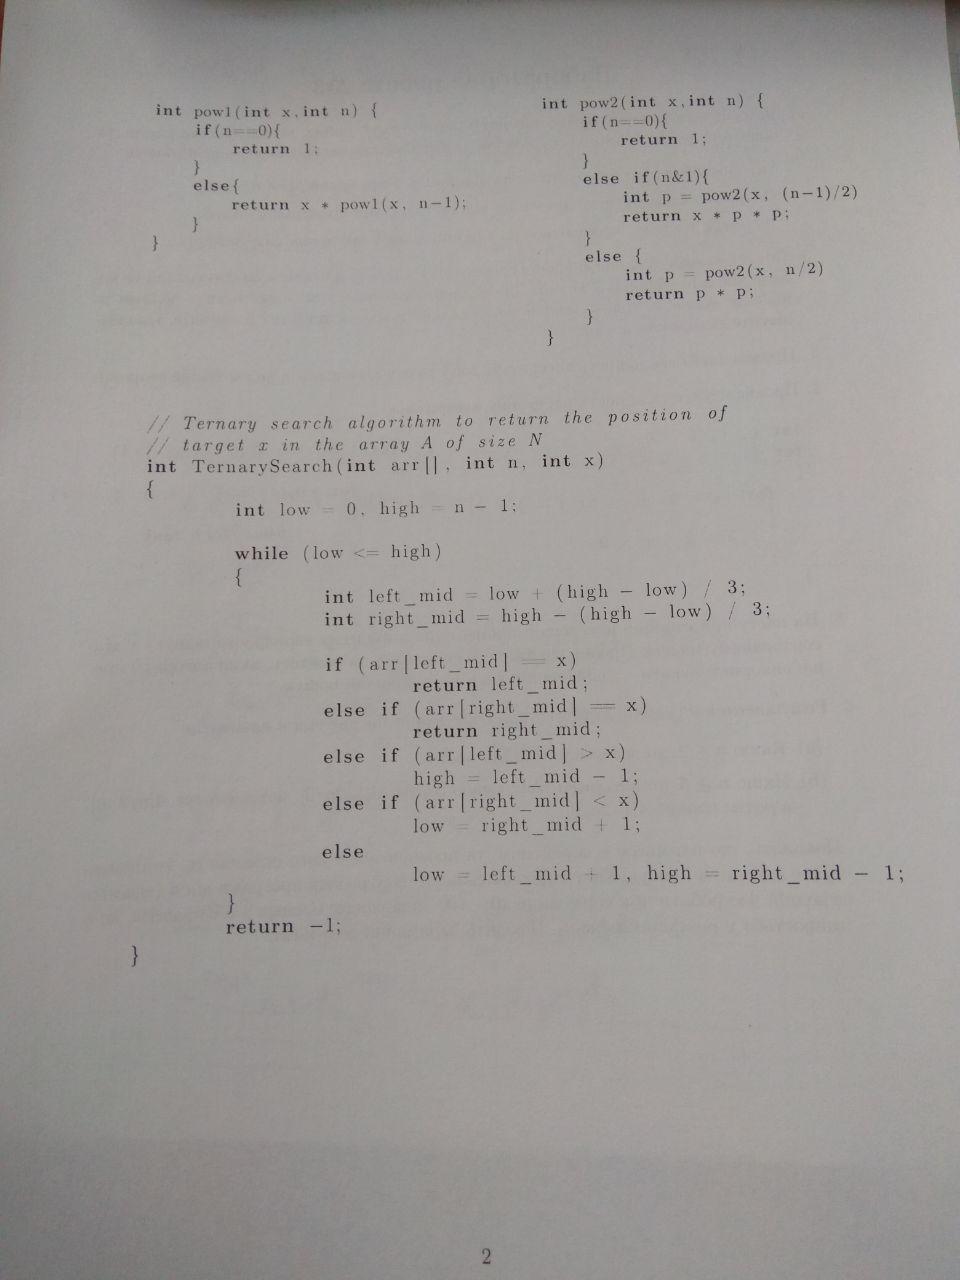 int pow1(int x,int n) {
if(n==0){
return 1;
}
else{
return x * pow1(x, n-1);
}
}
int pow2(int x,int n) {
if(n==0){
return 1;
}
else if(n&1){
int p = pow2(x, (n-1)/2)
return x * p * p;
}
else {
int p = pow2(x, n/2)
return p * p;
}
}
// Ternary search algorithm to return the position of
// target x in the array A of size N
int TernarySearch(int arr[], int n, int x)
{
int low = 0, high = n - 1;
while (low <= high)
{
int left_mid = low + (high - low) / 3;
int right_mid = high - (high - low) / 3;
if (arr[left_mid] == x)
return left_mid;
else if (arr[right_mid] == x)
return right_mid;
else if (arr[left_mid] > x)
high = left_mid - 1;
else if (arr[right_mid] < x)
low = right_mid + 1;
else
low = left_mid + 1, high = right_mid - 1;
}
return -1;
}
2